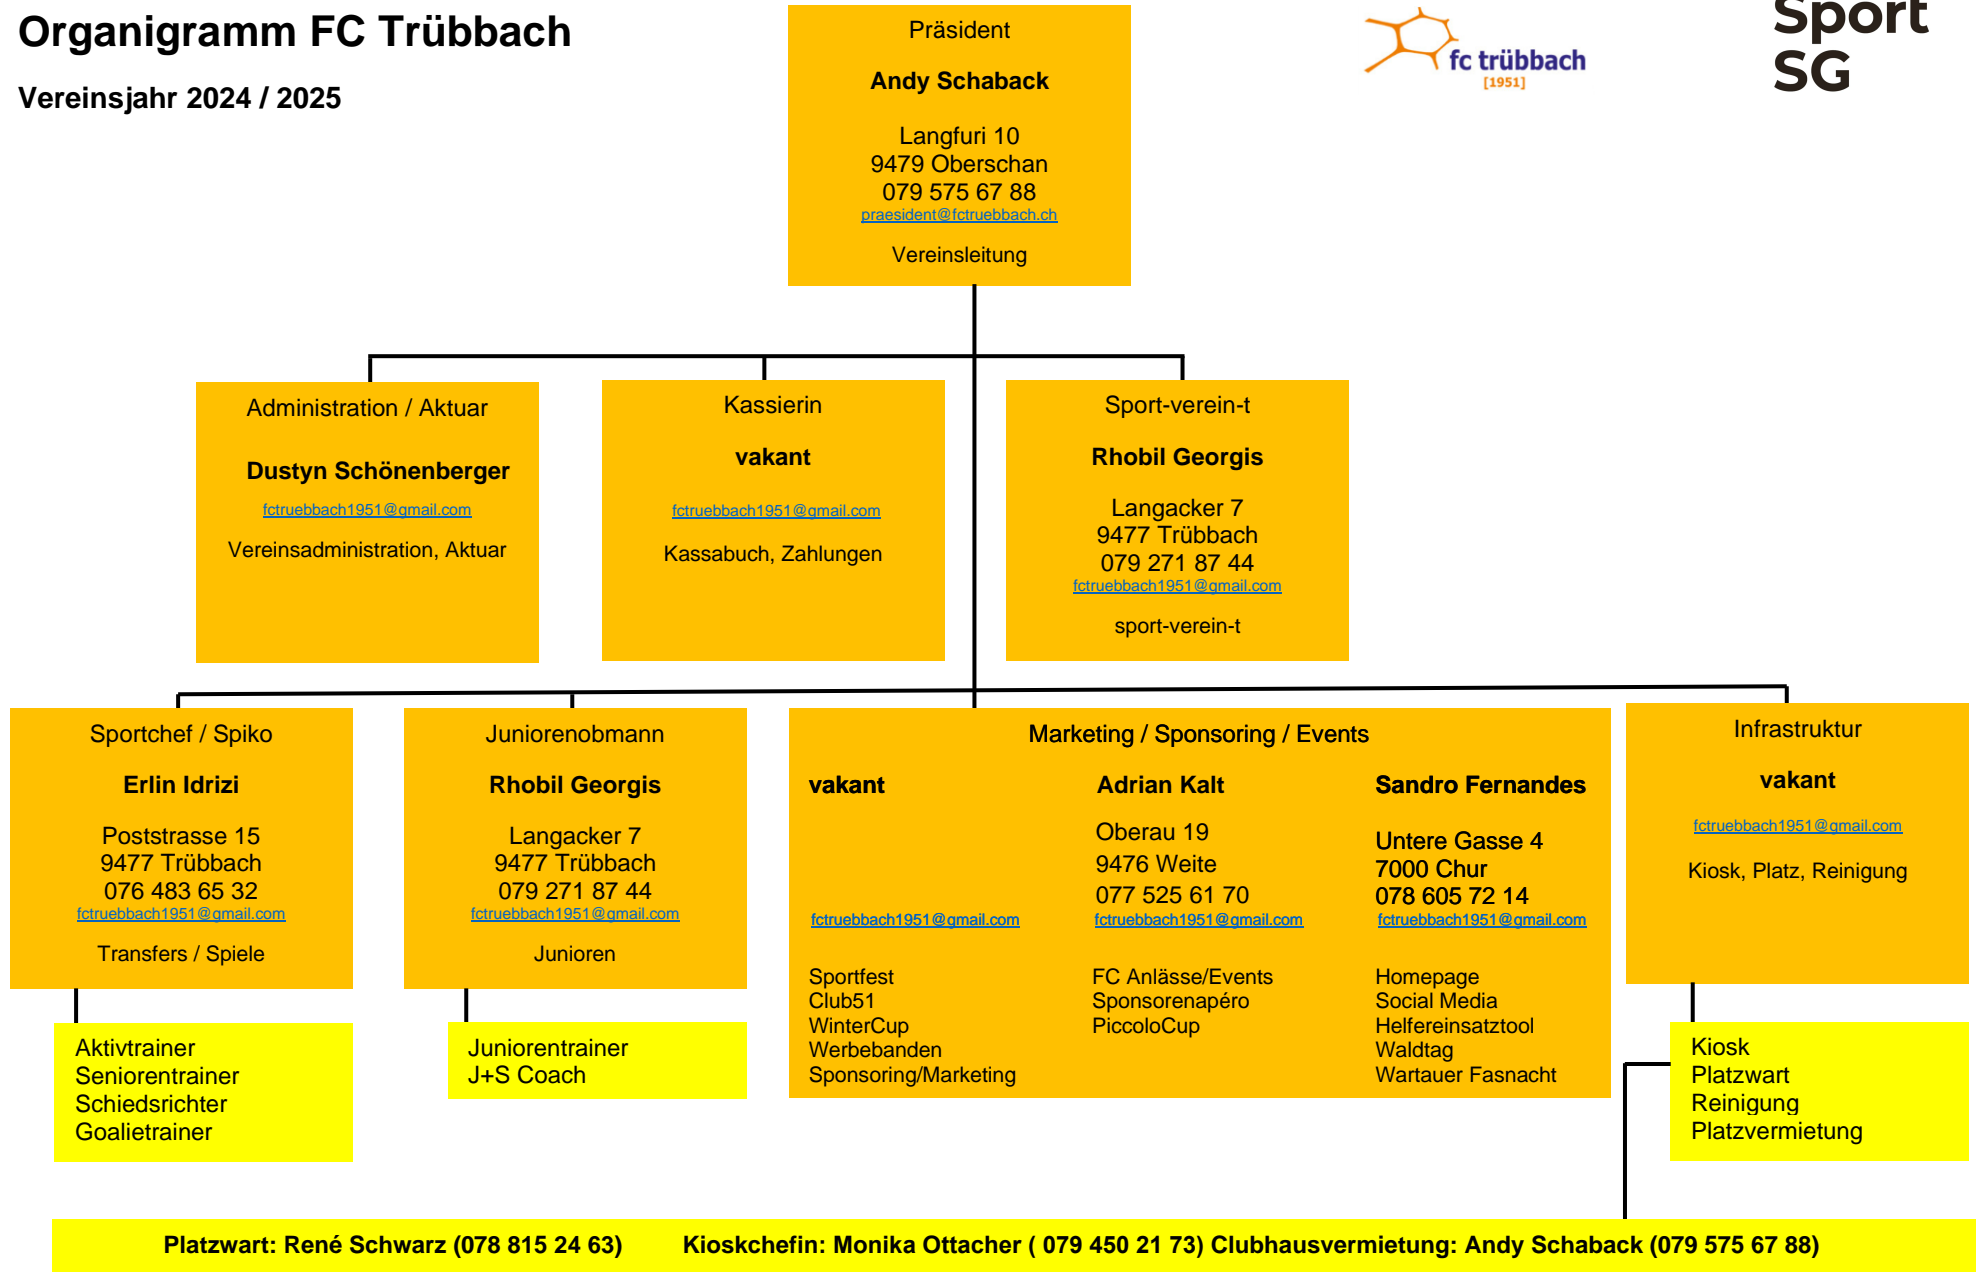 Organigramm FC Trübbach
Vereinsjahr 2024 / 2025
Präsident
Andy Schaback
Langfuri 10
9479 Oberschan
079 575 67 88
praesident@fctruebbach.ch
Vereinsleitung
fc trübbach
[1951]
Sport
SG
Administration / Aktuar
Dustyn Schönenberger
fctruebbach1951@gmail.com
Vereinsadministration, Aktuar
Kassierin
vakant
fctruebbach1951@gmail.com
Kassabuch, Zahlungen
Sport-verein-t
Rhobil Georgis
Langacker 7
9477 Trübbach
079 271 87 44
fctruebbach1951@gmail.com
sport-verein-t
Sportchef / Spiko
Erlin Idrizi
Poststrasse 15
9477 Trübbach
076 483 65 32
fctruebbach1951@gmail.com
Transfers / Spiele
Aktivtrainer
Seniorentrainer
Schiedsrichter
Goalietrainer
Juniorenobmann
Rhobil Georgis
Langacker 7
9477 Trübbach
079 271 87 44
fctruebbach1951@gmail.com
Junioren
Juniorentrainer
J+S Coach
Marketing / Sponsoring / Events
vakant
fctruebbach1951@gmail.com
Sportfest
Club51
WinterCup
Werbebanden
Sponsoring/Marketing
Adrian Kalt
Oberau 19
9476 Weite
077 525 61 70
fctruebbach1951@gmail.com
FC Anlässe/Events
Sponsorenapéro
PiccoloCup
Sandro Fernandes
Untere Gasse 4
7000 Chur
078 605 72 14
fctruebbach1951@gmail.com
Homepage
Social Media
Helfereinsatztool
Waldtag
Wartauer Fasnacht
Infrastruktur
vakant
fctruebbach1951@gmail.com
Kiosk, Platz, Reinigung
Kiosk
Platzwart
Reinigung
Platzvermietung
Platzwart: René Schwarz (078 815 24 63) Kioskchefin: Monika Ottacher ( 079 450 21 73) Clubhausvermietung: Andy Schaback (079 575 67 88)